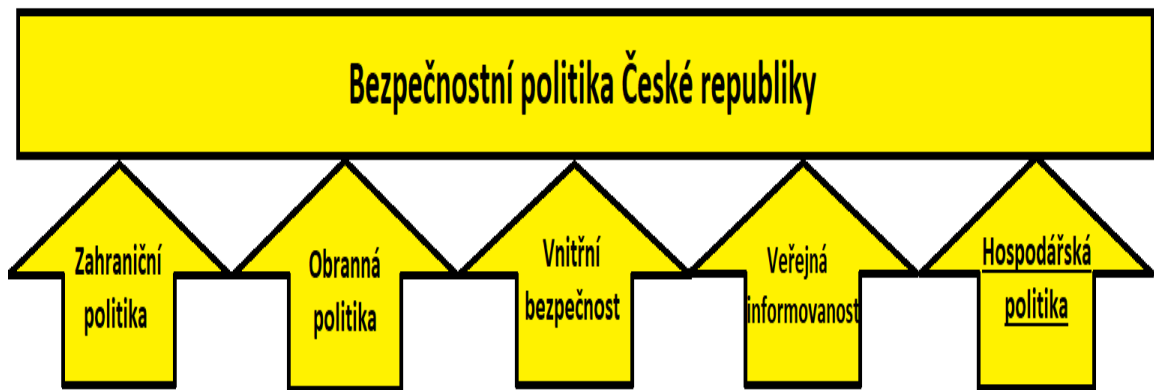 Bezpečnostní politika České republiky
Zahraniční
politika
Obranná
politika
Vnitřní
bezpečnost
Veřejná
informovanost
Hospodářská
politika